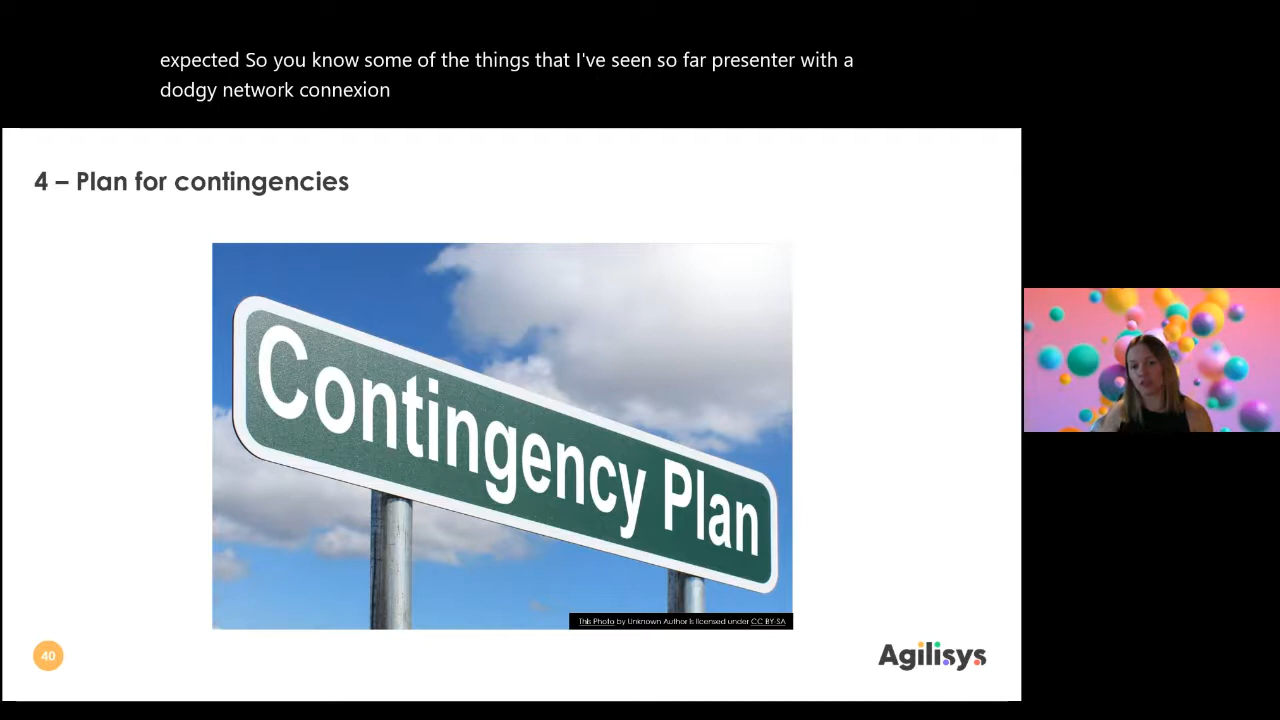 expected So you know some of the things that I've seen so far presenter with a
dodgy network connexion
4 – Plan for contingencies
Contingency Plan
This Photo by Unknown Author is licensed under CC BY-SA
40
Agilisys